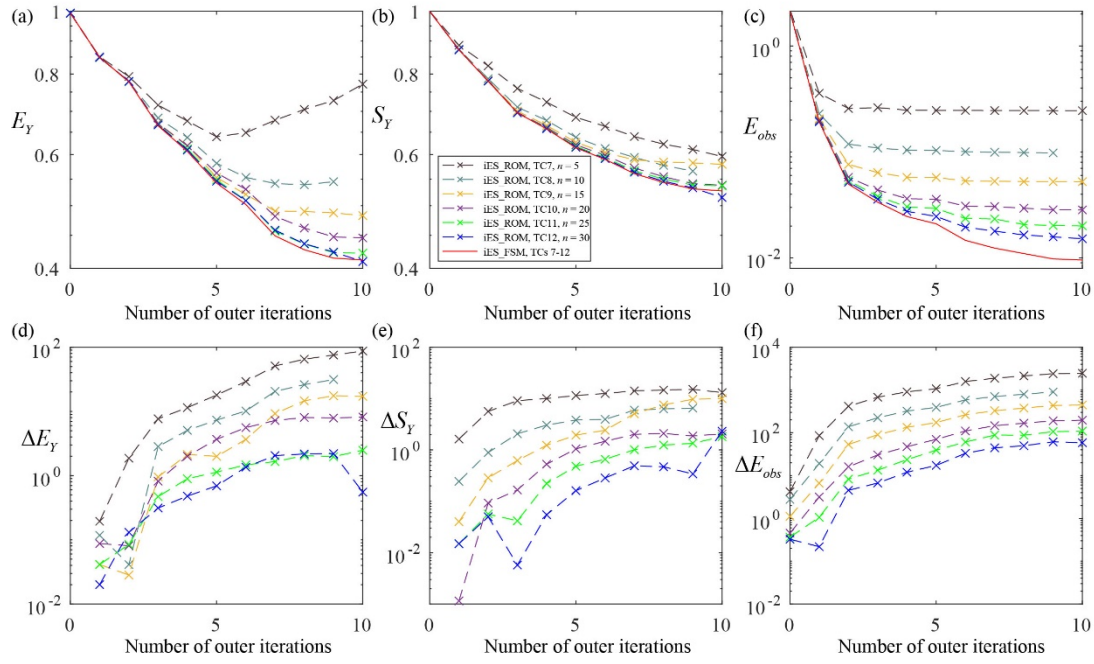 (a)
1
0.8
0.6
0.4
E_Y
0
5
10
Number of outer iterations
(b)
1
0.8
0.6
0.4
S_Y
iES_ROM, TC7, n = 5
iES_ROM, TC8, n = 10
iES_ROM, TC9, n = 15
iES_ROM, TC10, n = 20
iES_ROM, TC11, n = 25
iES_ROM, TC12, n = 30
iES_FSM, TCs 7-12
0
5
10
Number of outer iterations
(c)
10^0
10^-2
E_obs
0
5
10
Number of outer iterations
(d)
10^2
10^0
10^-2
ΔE_Y
0
5
10
Number of outer iterations
(e)
10^2
10^0
10^-2
ΔS_Y
0
5
10
Number of outer iterations
(f)
10^4
10^2
10^0
10^-2
ΔE_obs
0
5
10
Number of outer iterations